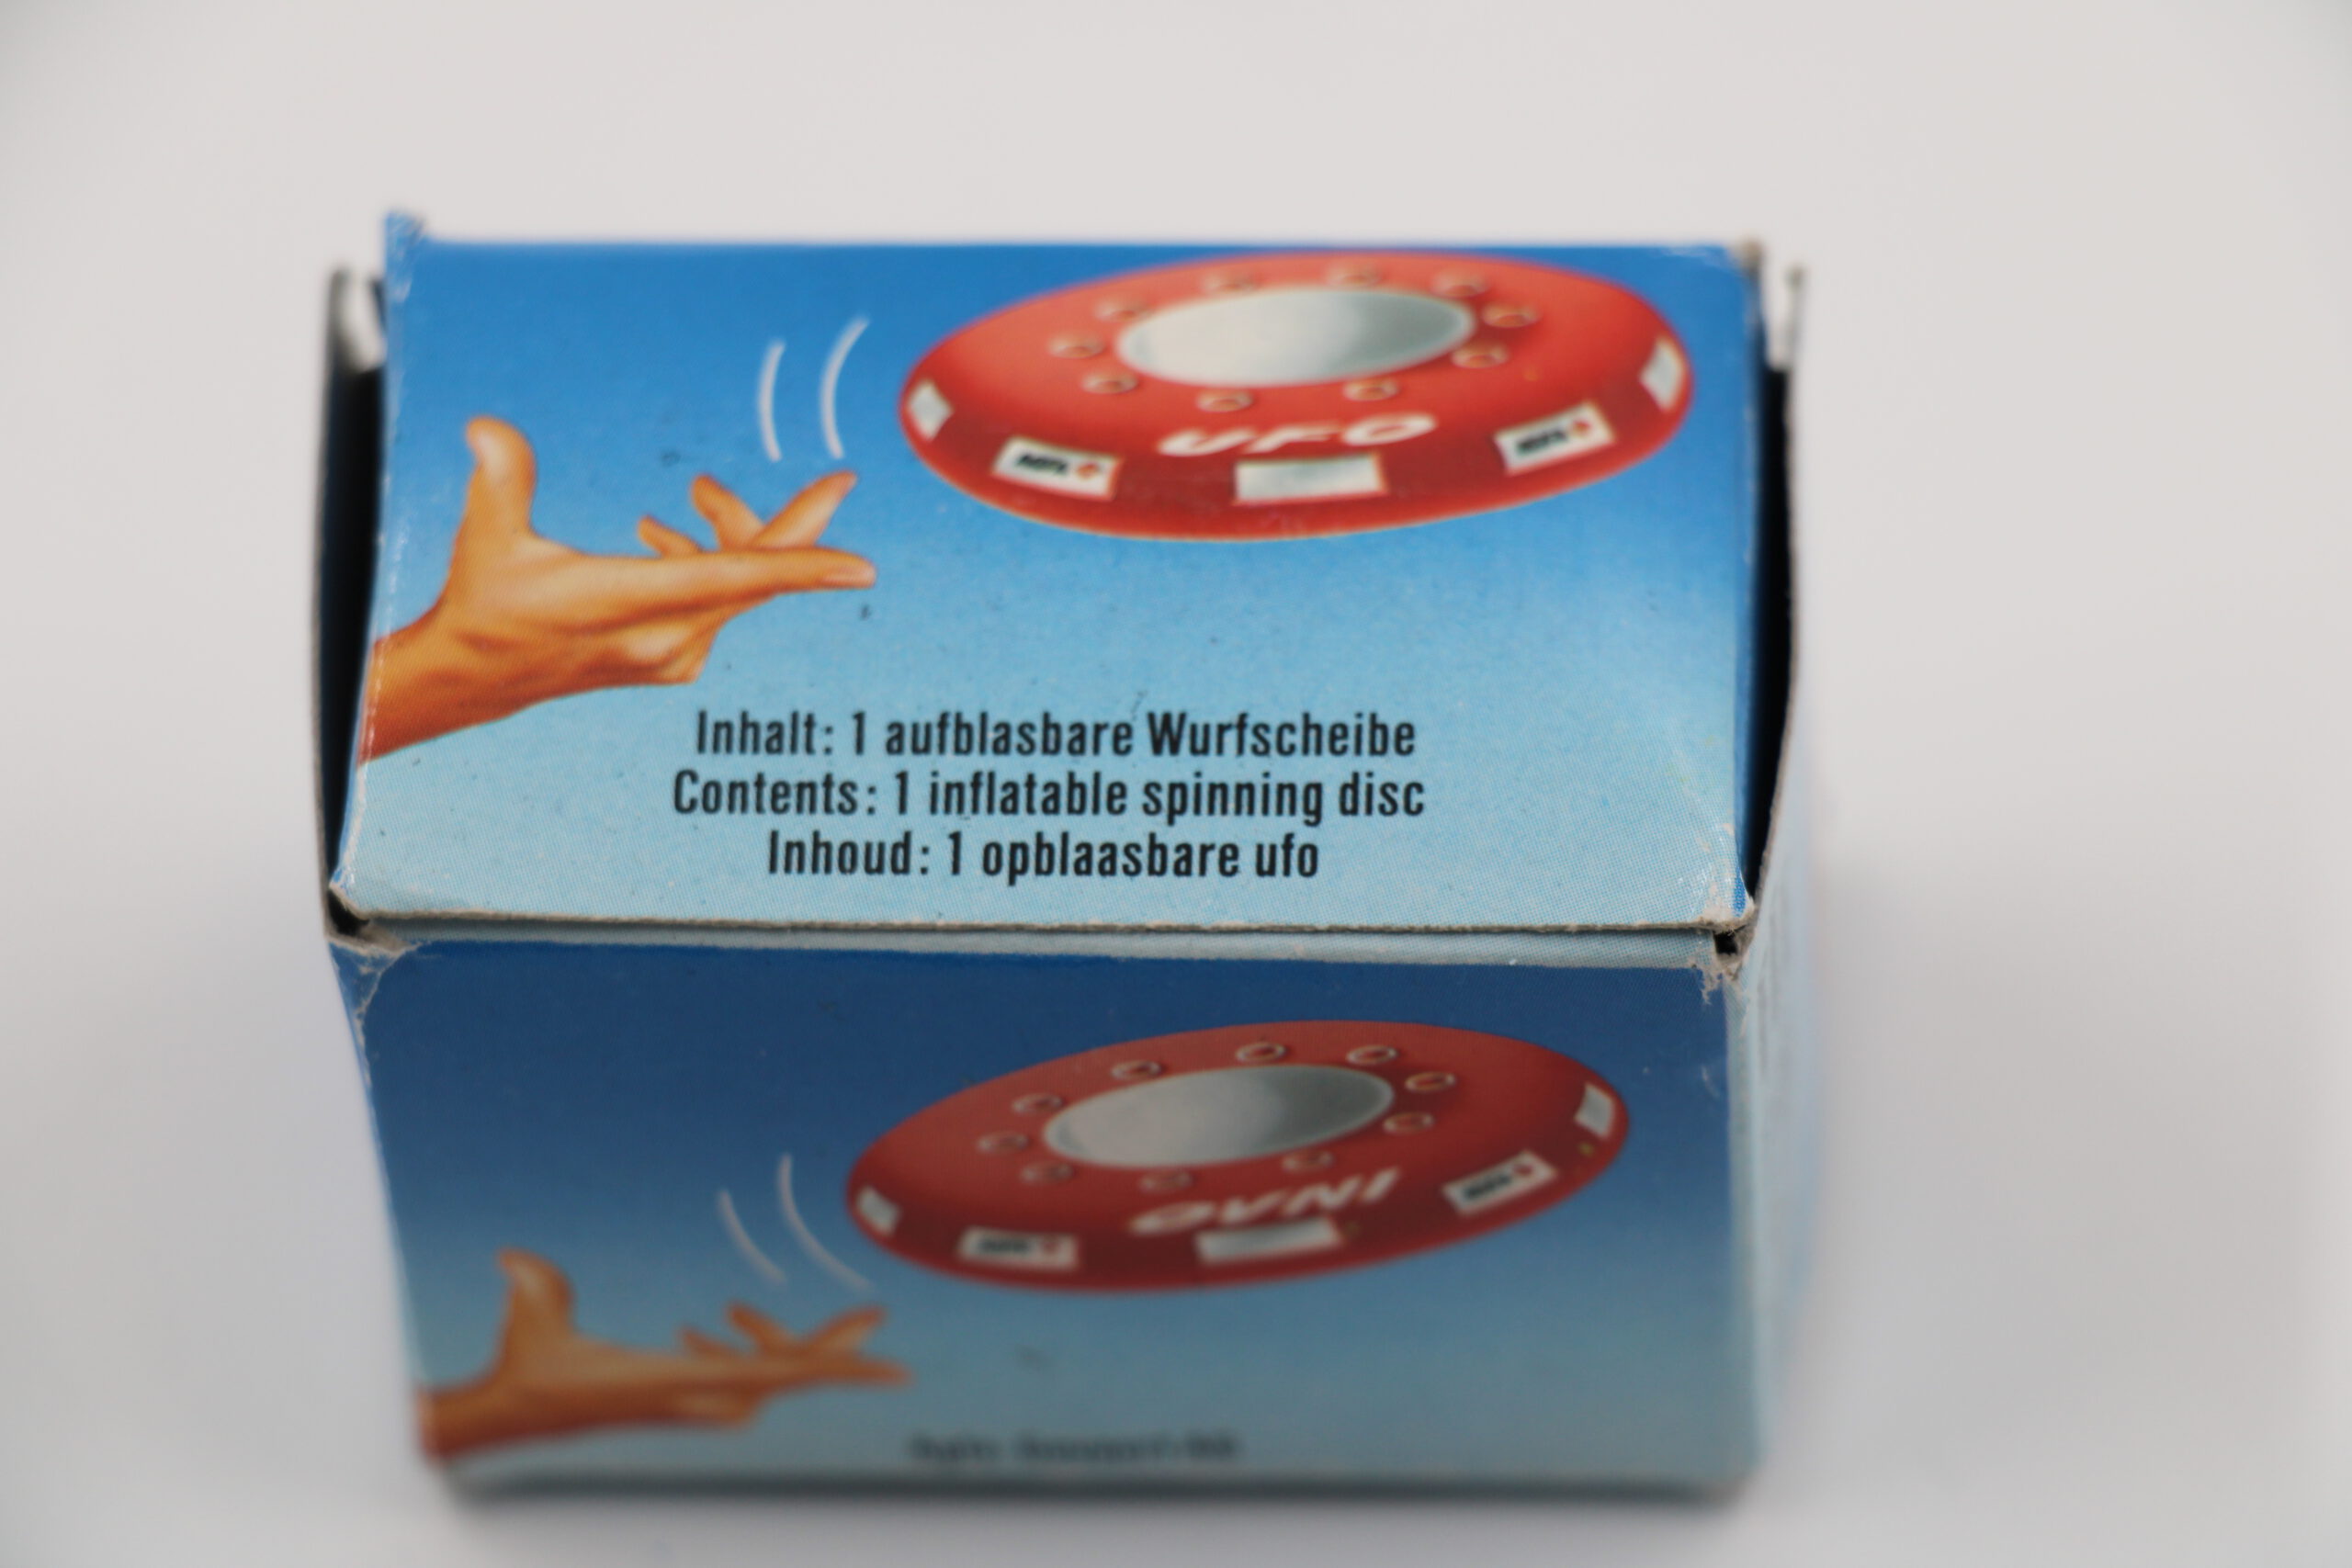 UFO
Inhalt: 1 aufblasbare Wurfscheibe
Contents: 1 inflatable spinning disc
Inhoud: 1 opblaasbare ufo
OVNI